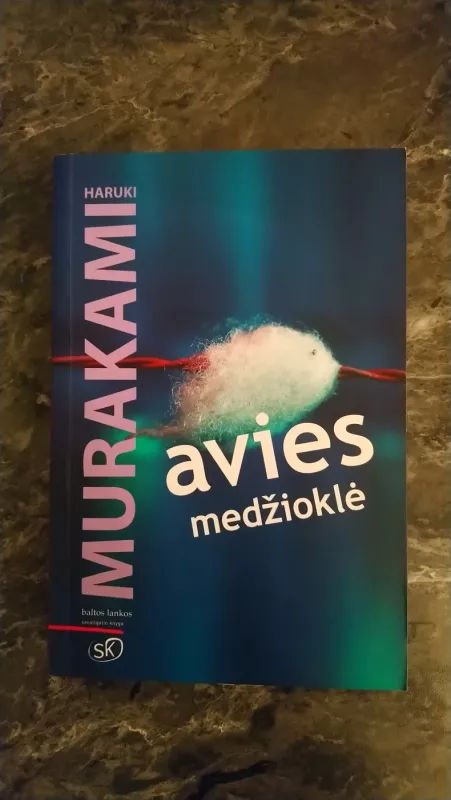 HARUKI
MURAKAMI
avies
medžioklė
baltos lankos
savaitgalio knyga
SK